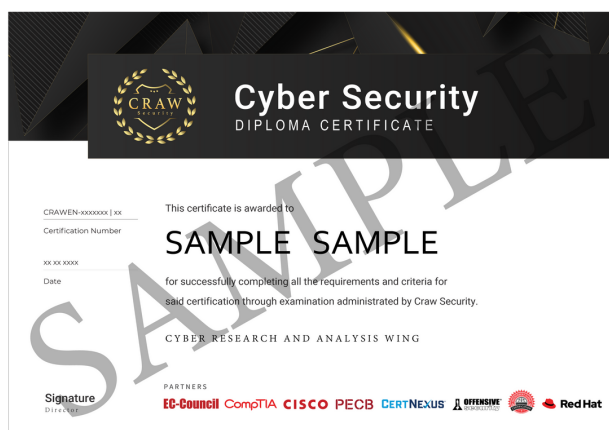 CRAW
Security
Cyber Security
DIPLOMA CERTIFICATE
SAMPLE
CRAWEN-xxxxxxx | xx
Certification Number
xx xx xxxx
Date
This certificate is awarded to
SAMPLE SAMPLE
for successfully completing all the requirements and criteria for
said certification through examination administrated by Craw Security.
CYBER RESEARCH AND ANALYSIS WING
Signature
Director
PARTNERS
EC-Council CompTIA CISCO PECB CERTNEXUS OFFENSIVE security Red Hat